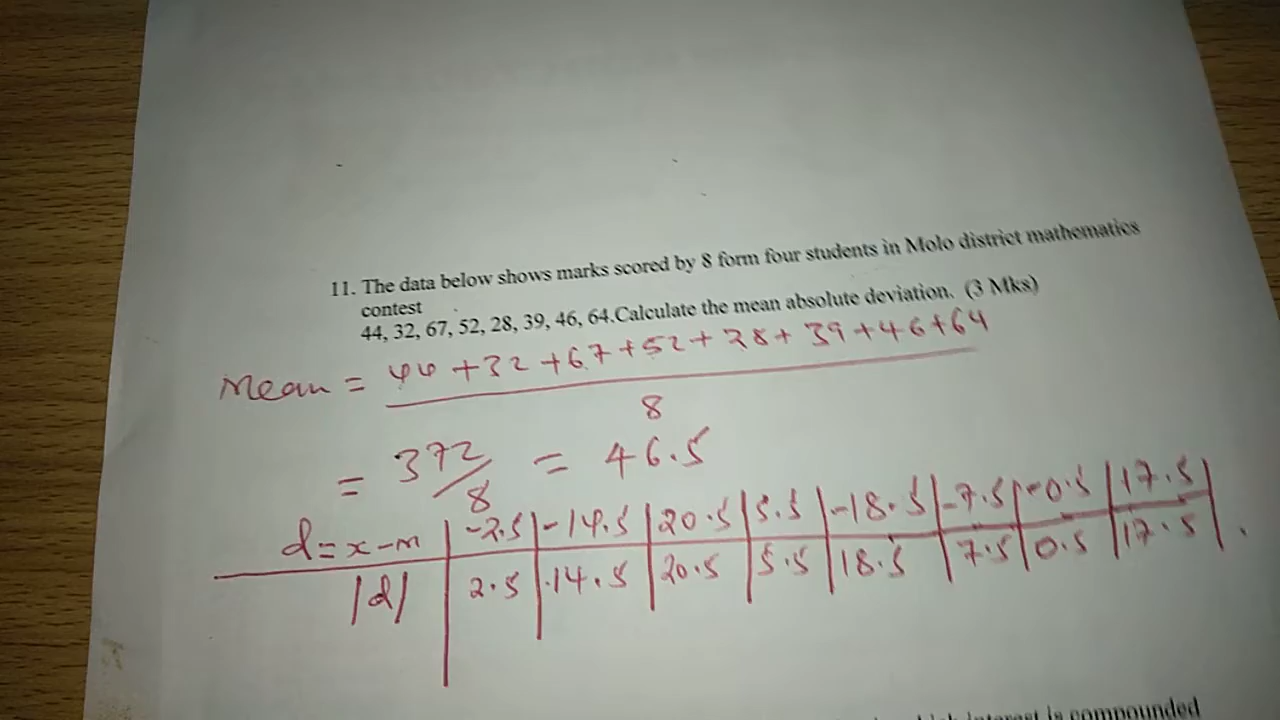 11. The data below shows marks scored by 8 form four students in Molo district mathematics
contest
44, 32, 67, 52, 28, 39, 46, 64.Calculate the mean absolute deviation. (3 Mks)
Mean = 44 + 32 + 67 + 52 + 28 + 39 + 46 + 64
8
= 372/8 = 46.5
d = x - m | -2.5 | -14.5 | 20.5 | 5.5 | -18.5 | -7.5 | -0.5 | 17.5 |
|d| | 2.5 | 14.5 | 20.5 | 5.5 | 18.5 | 7.5 | 0.5 | 17.5 |
interest is compounded